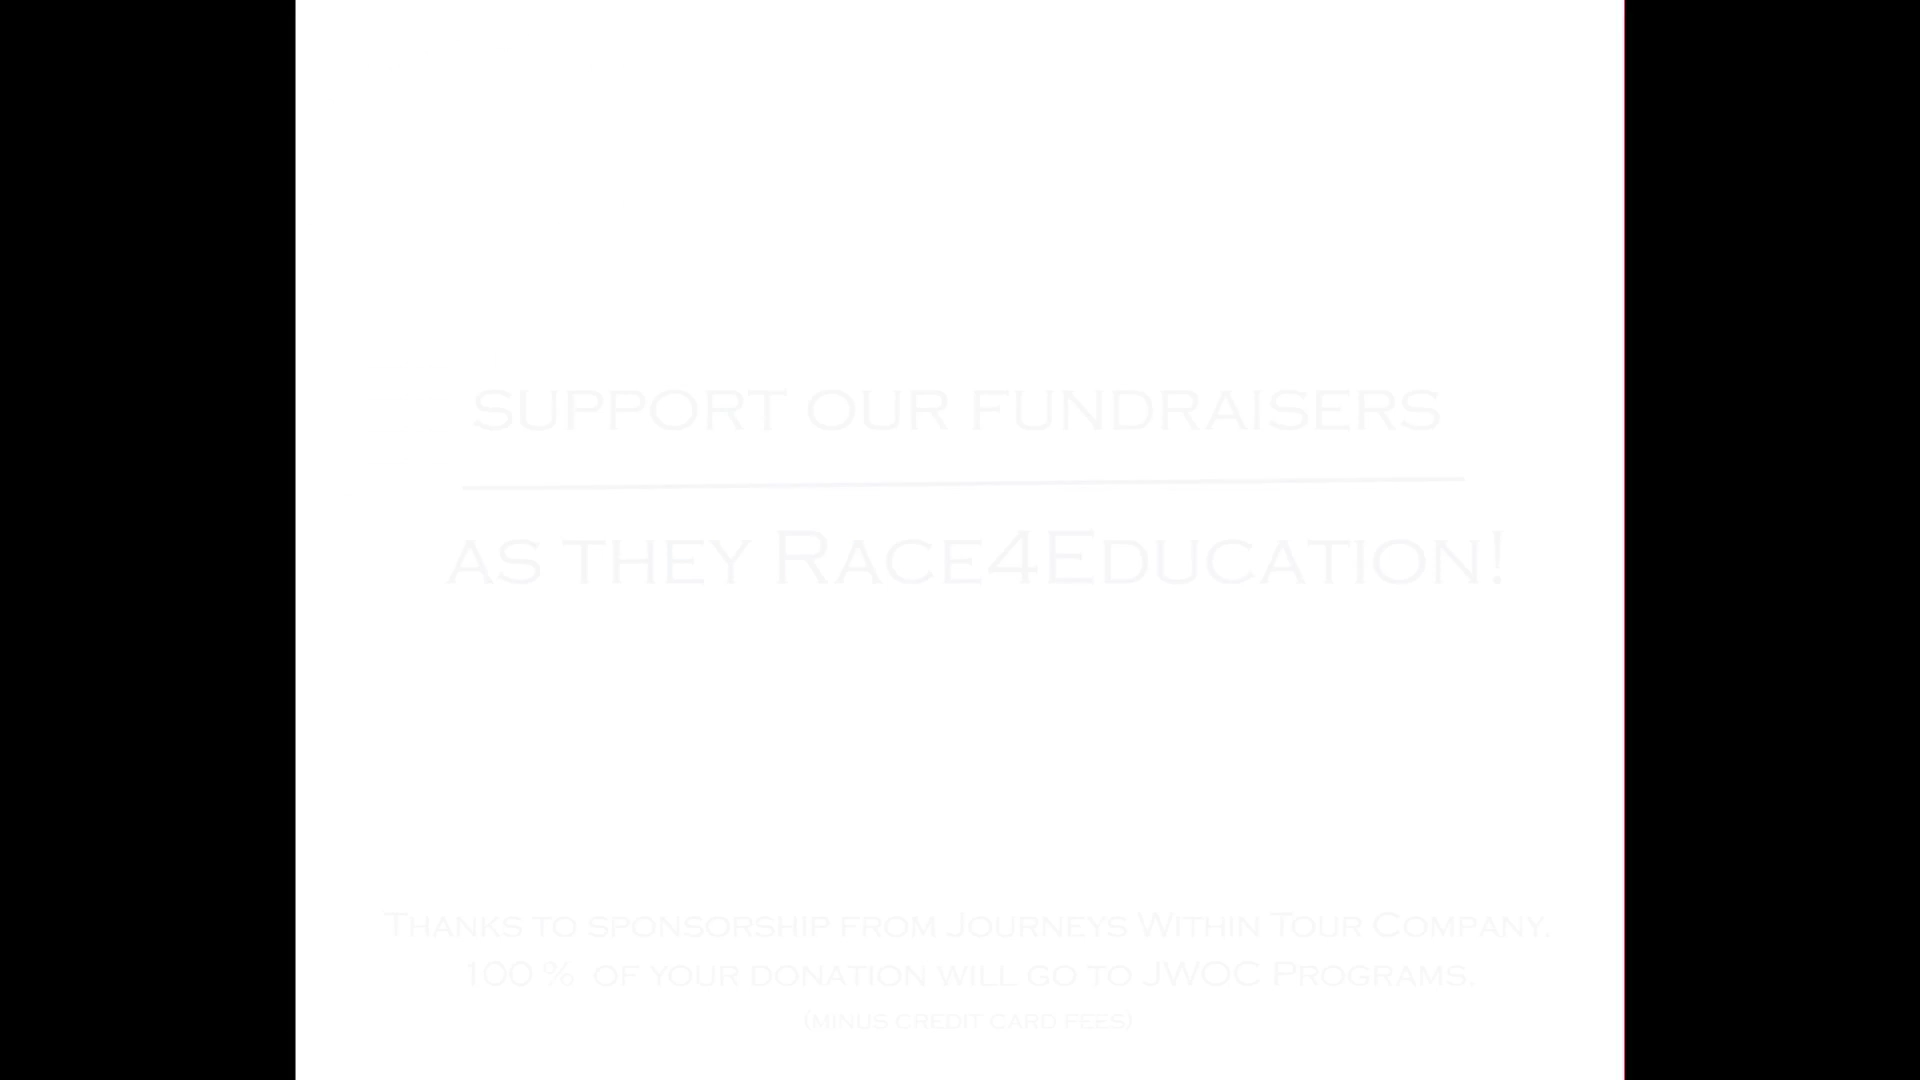 SUPPORT OUR FUNDRAISERS
AS THEY RACE4EDUCATION!
THANKS TO SPONSORSHIP FROM JOURNEYS WITHIN TOUR COMPANY,
100 % OF YOUR DONATION WILL GO TO JWOC PROGRAMS.
(MINUS CREDIT CARD FEES)